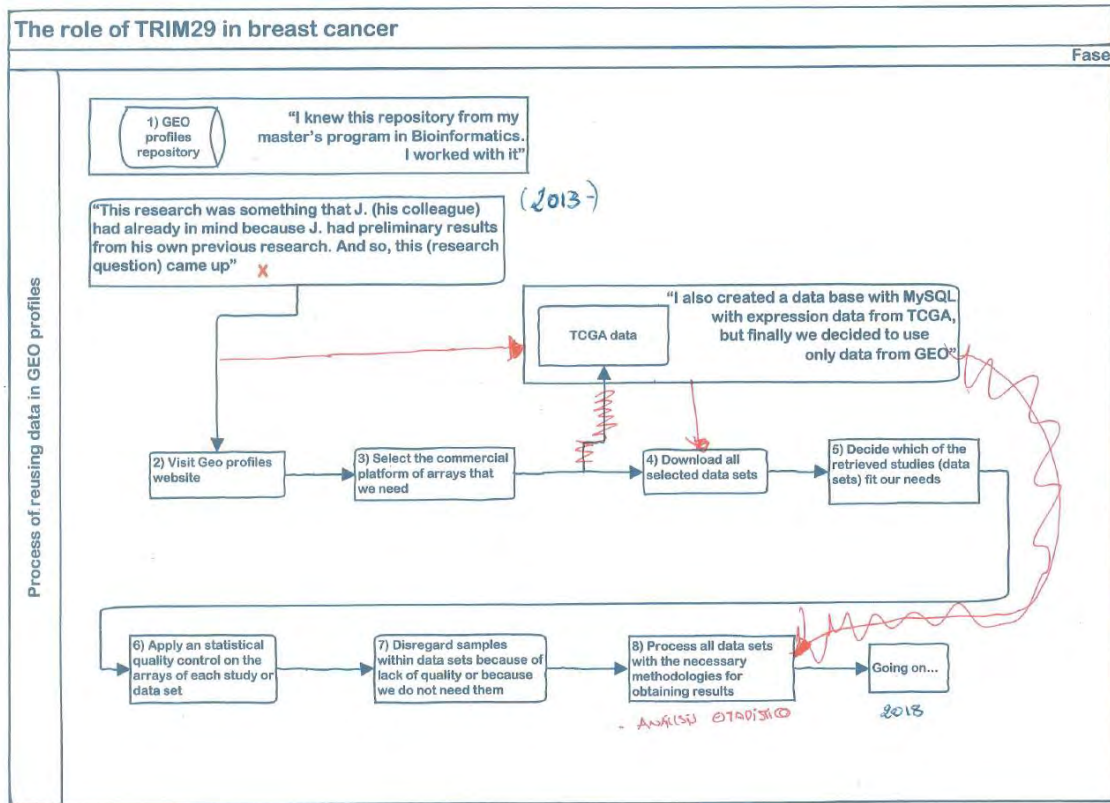 The role of TRIM29 in breast cancer
Fase
Process of reusing data in GEO profiles
1) GEO
profiles
repository
“I knew this repository from my
master’s program in Bioinformatics.
I worked with it”
(2013-)
“This research was something that J. (his colleague)
had already in mind because J. had preliminary results
from his own previous research. And so, this (research
question) came up”
x
TCGA data
“I also created a data base with MySQL
with expression data from TCGA,
but finally we decided to use
only data from GEO”
2) Visit Geo profiles
website
3) Select the commercial
platform of arrays that
we need
4) Download all
selected data sets
5) Decide which of the
retrieved studies (data
sets) fit our needs
6) Apply an statistical
quality control on the
arrays of each study or
data set
7) Disregard samples
within data sets because of
lack of quality or because
we do not need them
8) Process all data sets
with the necessary
methodologies for
obtaining results
Going on...
- ANÁLISIS
2018